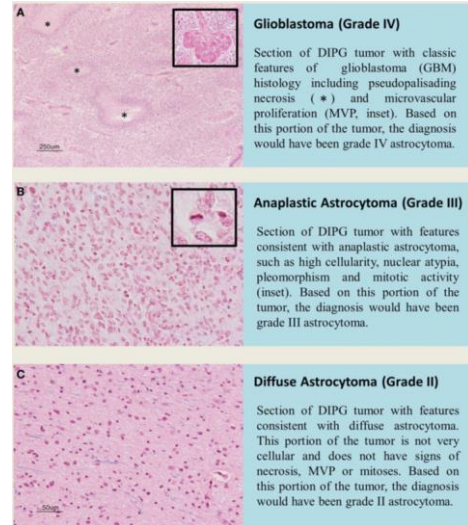 A
Glioblastoma (Grade IV)
Section of DIPG tumor with classic
features of glioblastoma (GBM)
histology including pseudopalisading
necrosis (*) and microvascular
proliferation (MVP, inset). Based on
this portion of the tumor, the diagnosis
would have been grade IV astrocytoma.
*
*
*
250um
B
Anaplastic Astrocytoma (Grade III)
Section of DIPG tumor with features
consistent with anaplastic astrocytoma,
such as high cellularity, nuclear atypia,
pleomorphism and mitotic activity
(inset). Based on this portion of the
tumor, the diagnosis would have been
grade III astrocytoma.
C
Diffuse Astrocytoma (Grade II)
Section of DIPG tumor with features
consistent with diffuse astrocytoma.
This portion of the tumor is not very
cellular and does not have signs of
necrosis, MVP or mitoses. Based on
this portion of the tumor, the diagnosis
would have been grade II astrocytoma.
50um